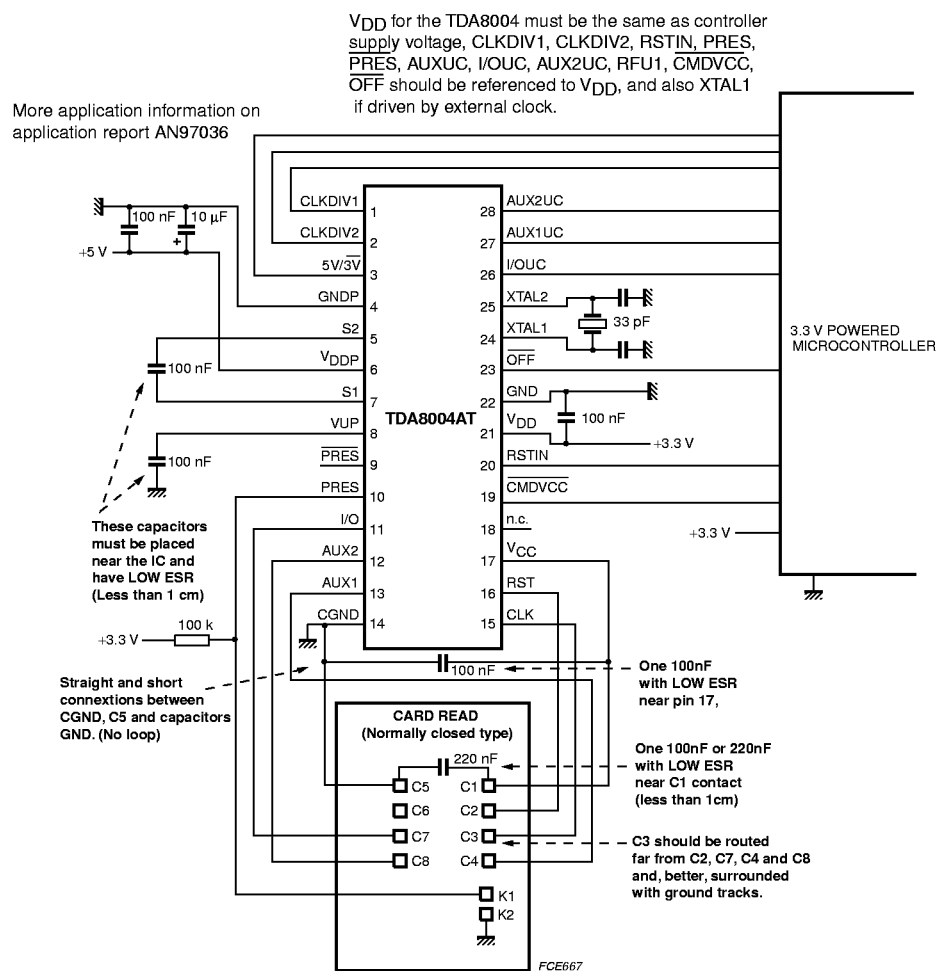 VDD for the TDA8004 must be the same as controller
supply voltage, CLKDIV1, CLKDIV2, RSTIN, PRES,
PRES, AUXUC, I/OUC, AUX2UC, RFU1, CMDVCC,
OFF should be referenced to VDD, and also XTAL1
if driven by external clock.
More application information on
application report AN97036
100 nF
10 µF
+
+5 V
CLKDIV1
1
CLKDIV2
2
5V/3V
3
GNDP
4
S2
5
VDDP
6
S1
7
VUP
8
PRES
9
PRES
10
I/O
11
AUX2
12
AUX1
13
CGND
14
TDA8004AT
28
AUX2UC
27
AUX1UC
26
I/OUC
25
XTAL2
24
XTAL1
23
OFF
22
GND
21
VDD
20
RSTIN
19
CMDVCC
18
n.c.
17
VCC
16
RST
15
CLK
33 pF
100 nF
+3.3 V
3.3 V POWERED
MICROCONTROLLER
+3.3 V
100 nF
100 nF
These capacitors
must be placed
near the IC and
have LOW ESR
(Less than 1 cm)
+3.3 V
100 k
Straight and short
connextions between
CGND, C5 and capacitors
GND. (No loop)
100 nF
One 100nF
with LOW ESR
near pin 17,
CARD READ
(Normally closed type)
220 nF
C5
C1
C6
C2
C7
C3
C8
C4
K1
K2
One 100nF or 220nF
with LOW ESR
near C1 contact
(less than 1cm)
C3 should be routed
far from C2, C7, C4 and C8
and, better, surrounded
with ground tracks.
FCE667